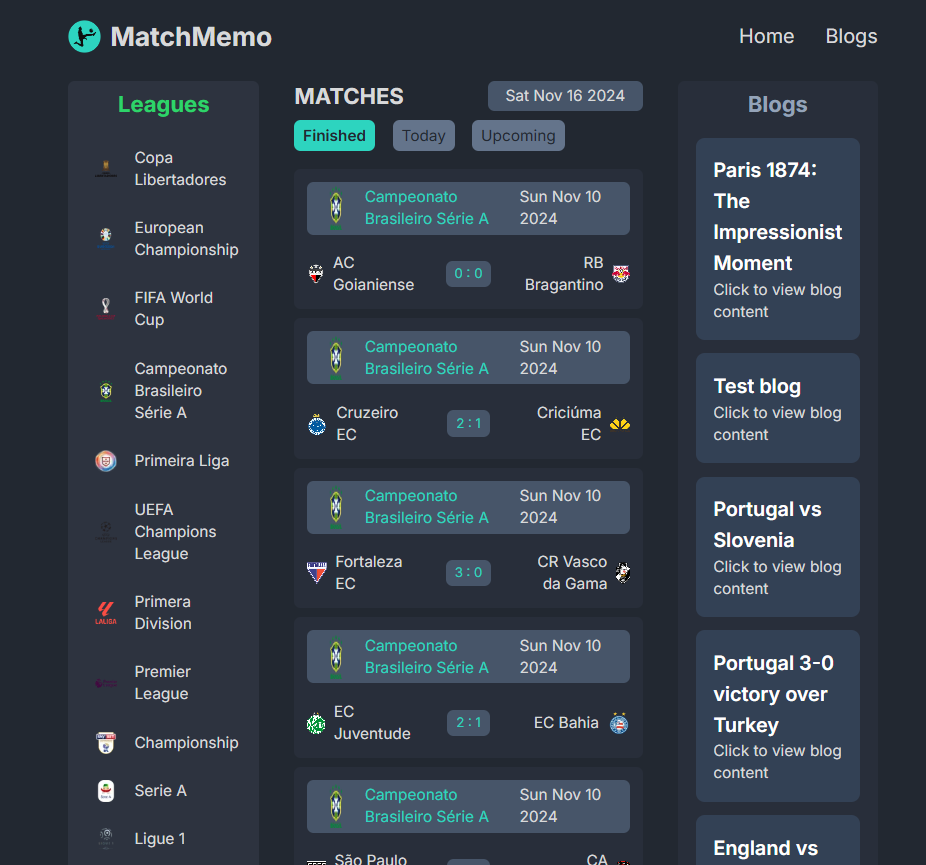 MatchMemo
Home Blogs
Leagues
Copa
Libertadores
European
Championship
FIFA World
Cup
Campeonato
Brasileiro
Série A
Primeira Liga
UEFA
Champions
League
LALIGA
Primera
Division
Premier
League
Championship
Serie A
Ligue 1
MATCHES
Sat Nov 16 2024
Finished Today Upcoming
Campeonato
Brasileiro Série A
Sun Nov 10
2024
AC
Goianiense
0 : 0
RB
Bragantino
Campeonato
Brasileiro Série A
Sun Nov 10
2024
Cruzeiro
EC
2 : 1
Criciúma
EC
Campeonato
Brasileiro Série A
Sun Nov 10
2024
Fortaleza
EC
3 : 0
CR Vasco
da Gama
Campeonato
Brasileiro Série A
Sun Nov 10
2024
EC
Juventude
2 : 1
EC Bahia
Campeonato
Brasileiro Série A
Sun Nov 10
2024
São Paulo
CA
Blogs
Paris 1874:
The
Impressionist
Moment
Click to view blog
content
Test blog
Click to view blog
content
Portugal vs
Slovenia
Click to view blog
content
Portugal 3-0
victory over
Turkey
Click to view blog
content
England vs